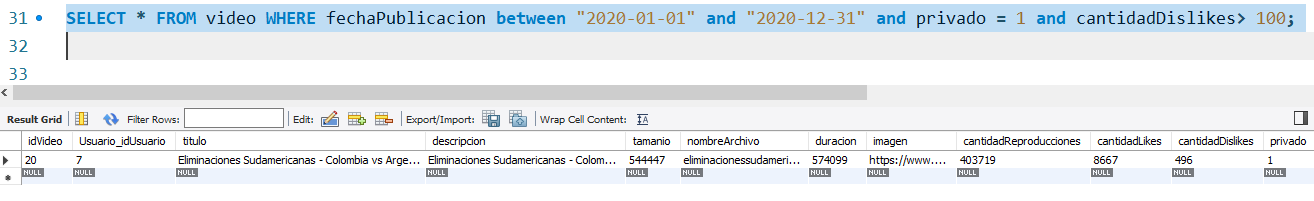 31 SELECT * FROM video WHERE fechaPublicacion between "2020-01-01" and "2020-12-31" and privado = 1 and cantidadDislikes> 100;
32
33
Result Grid Filter Rows: Edit: Export/Import: Wrap Cell Content:
idVideo Usuario_idUsuario titulo descripcion tamanio nombreArchivo duracion imagen cantidadReproducciones cantidadLikes cantidadDislikes privado
20 7 Eliminaciones Sudamericanas - Colombia vs Arge... Eliminaciones Sudamericanas - Colom... 544447 eliminacionessudameri... 574099 https://www.... 403719 8667 496 1
NULL NULL NULL NULL NULL NULL NULL NULL NULL NULL NULL NULL